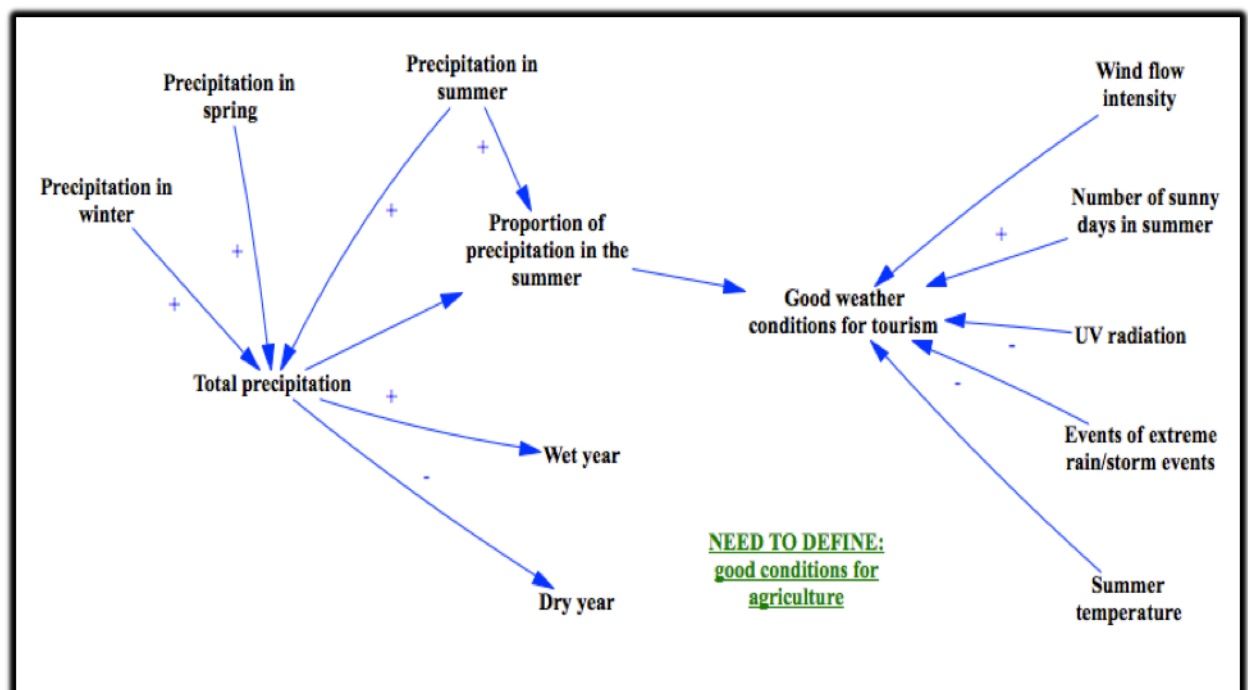 Precipitation in
spring
Precipitation in
summer
Wind flow
intensity
Precipitation in
winter
+
Number of sunny
days in summer
+
+
Proportion of
precipitation in the
summer
+
+
Good weather
conditions for tourism
UV radiation
-
Total precipitation
+
-
Wet year
Events of extreme
rain/storm events
-
NEED TO DEFINE:
good conditions for
agriculture
Dry year
Summer
temperature